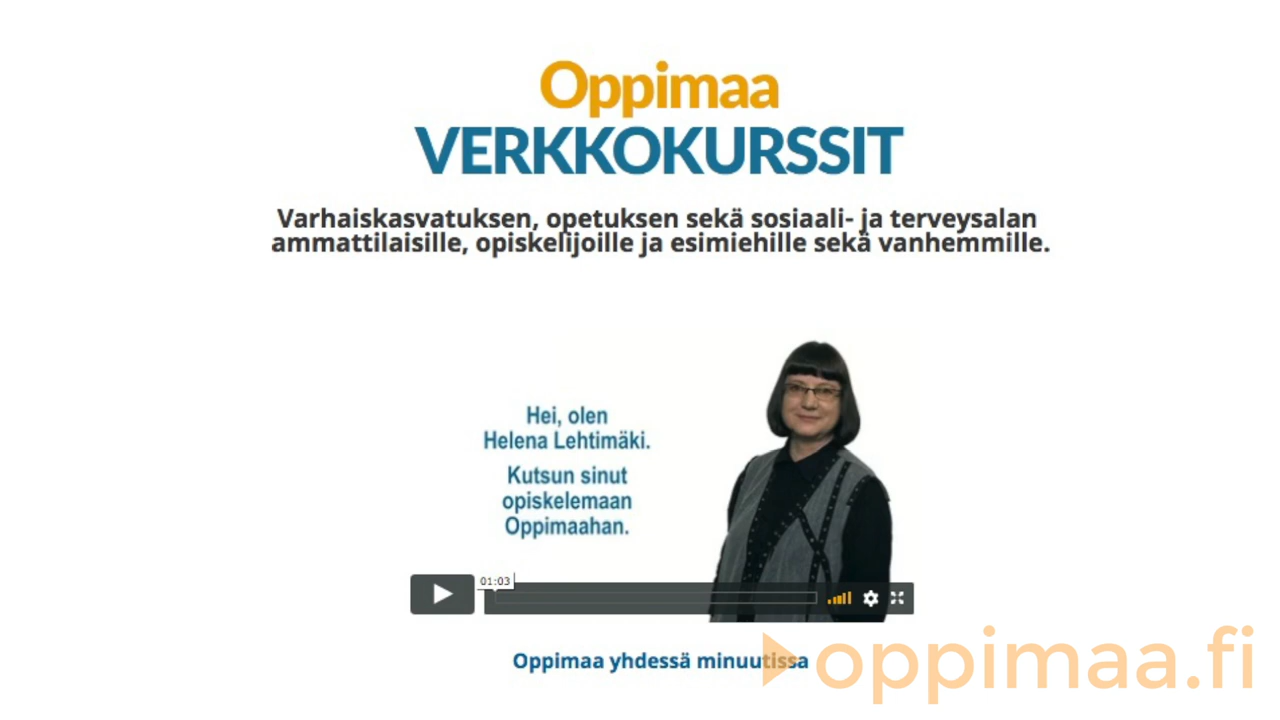 Oppimaa
VERKKOKURSSIT
Varhaiskasvatuksen, opetuksen sekä sosiaali- ja terveysalan
ammattilaisille, opiskelijoille ja esimiehille sekä vanhemmille.
Hei, olen
Helena Lehtimäki.
Kutsun sinut
opiskelemaan
Oppimaahan.
01:03
Oppimaa yhdessä minuutissa
oppimaa.fi